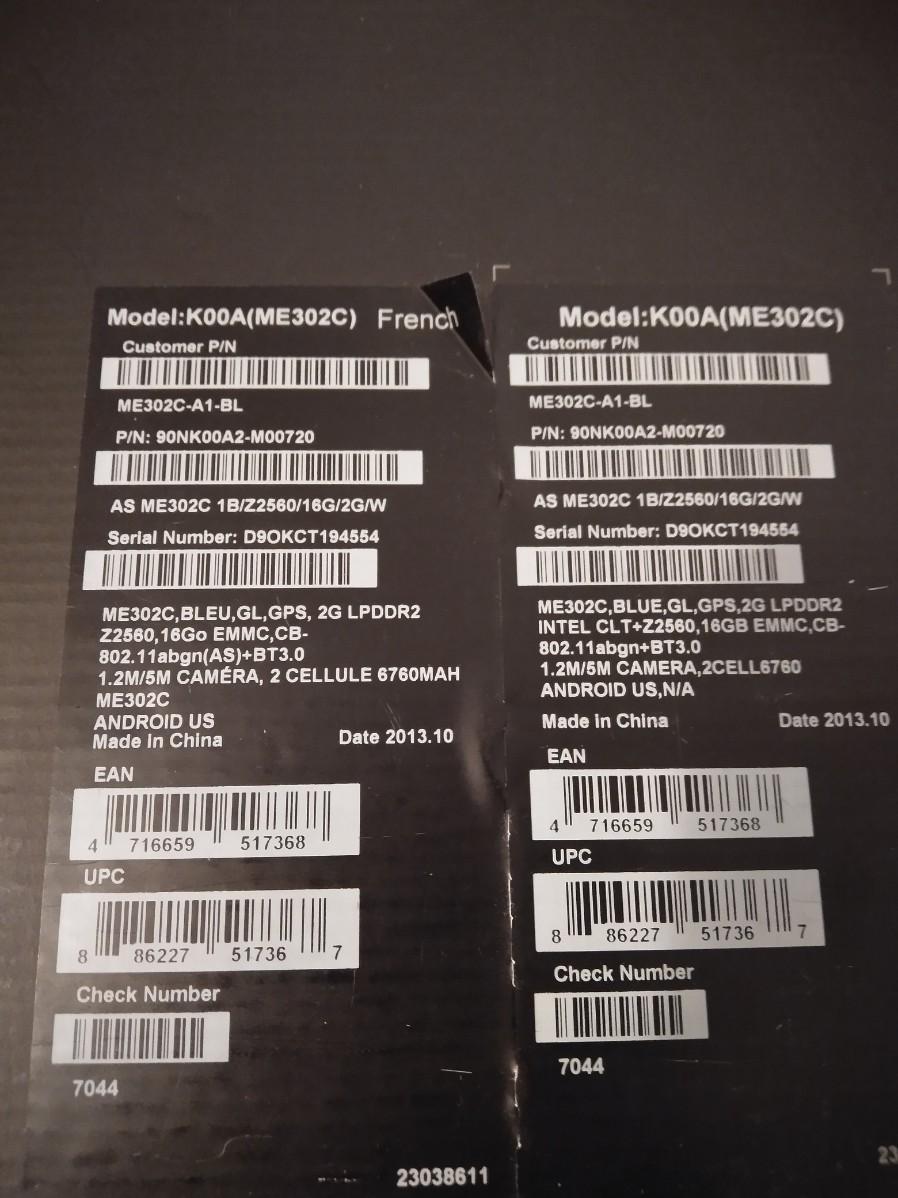 Model:K00A(ME302C) French
Customer P/N
ME302C-A1-BL
P/N: 90NK00A2-M00720
AS ME302C 1B/Z2560/16G/2G/W
Serial Number: D9OKCT194554
ME302C,BLEU,GL,GPS, 2G LPDDR2
Z2560,16Go EMMC,CB-
802.11abgn(AS)+BT3.0
1.2M/5M CAMÉRA, 2 CELLULE 6760MAH
ME302C
ANDROID US
Made in China Date 2013.10
EAN
4 716659 517368
UPC
8 86227 51736 7
Check Number
7044
23038611
Model:K00A(ME302C)
Customer P/N
ME302C-A1-BL
P/N: 90NK00A2-M00720
AS ME302C 1B/Z2560/16G/2G/W
Serial Number: D9OKCT194554
ME302C,BLUE,GL,GPS,2G LPDDR2
INTEL CLT+Z2560,16GB EMMC,CB-
802.11abgn+BT3.0
1.2M/5M CAMERA,2CELL6760
ANDROID US,N/A
Made in China Date 2013.10
EAN
4 716659 517368
UPC
8 86227 51736 7
Check Number
7044
23